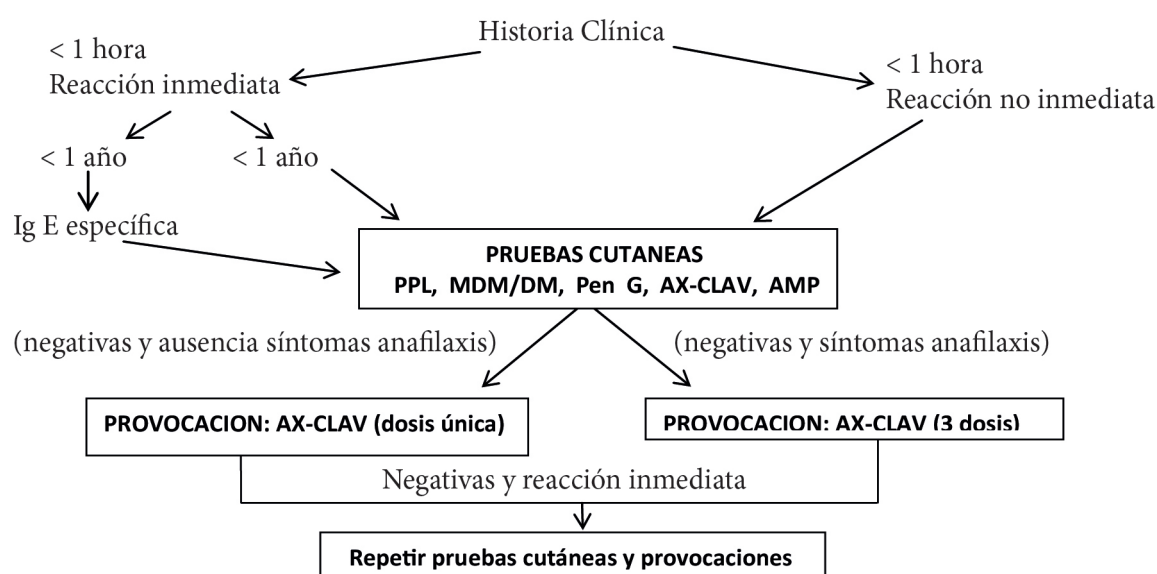 Historia Clínica
< 1 hora
Reacción inmediata
< 1 hora
Reacción no inmediata
< 1 año
< 1 año
Ig E específica
PRUEBAS CUTANEAS
PPL, MDM/DM, Pen G, AX-CLAV, AMP
(negativas y ausencia síntomas anafilaxis)
(negativas y síntomas anafilaxis)
PROVOCACION: AX-CLAV (dosis única)
PROVOCACION: AX-CLAV (3 dosis)
Negativas y reacción inmediata
Repetir pruebas cutáneas y provocaciones